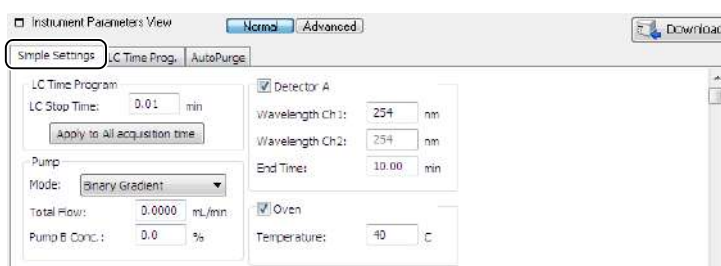 Instrument Parameters View Normal Advanced Download
Simple Settings LC Time Prog. AutoPurge
LC Time Program
LC Stop Time: 0.01 min
Apply to All acquisition time
Pump
Mode: Binary Gradient
Total Flow: 0.0000 mL/min
Pump B Conc.: 0.0 %
Detector A
Wavelength Ch1: 254 nm
Wavelength Ch2: 254 nm
End Time: 10.00 min
Oven
Temperature: 40 C